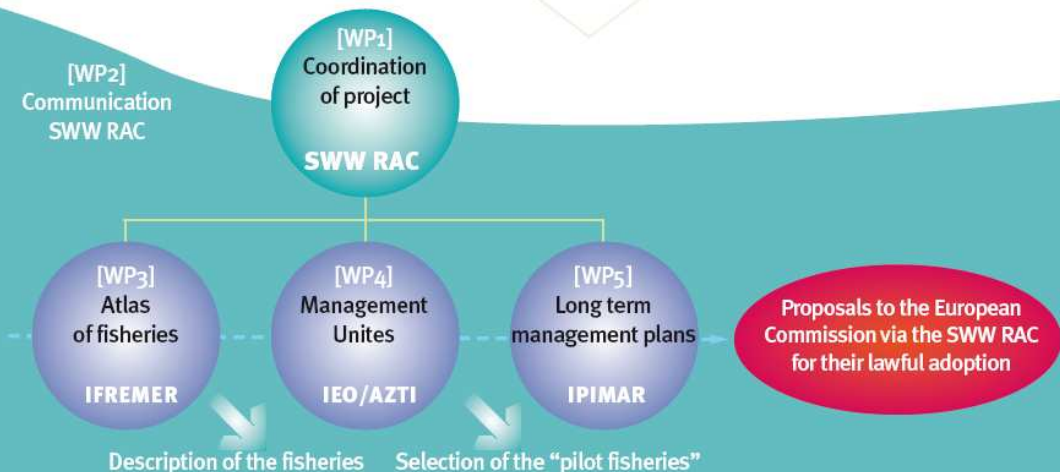 [WP1]
Coordination
of project
SWW RAC
[WP2]
Communication
SWW RAC
[WP3]
Atlas
of fisheries
IFREMER
[WP4]
Management
Unites
IEO/AZTI
[WP5]
Long term
management plans
IPIMAR
Proposals to the European
Commission via the SWW RAC
for their lawful adoption
Description of the fisheries
Selection of the “pilot fisheries”